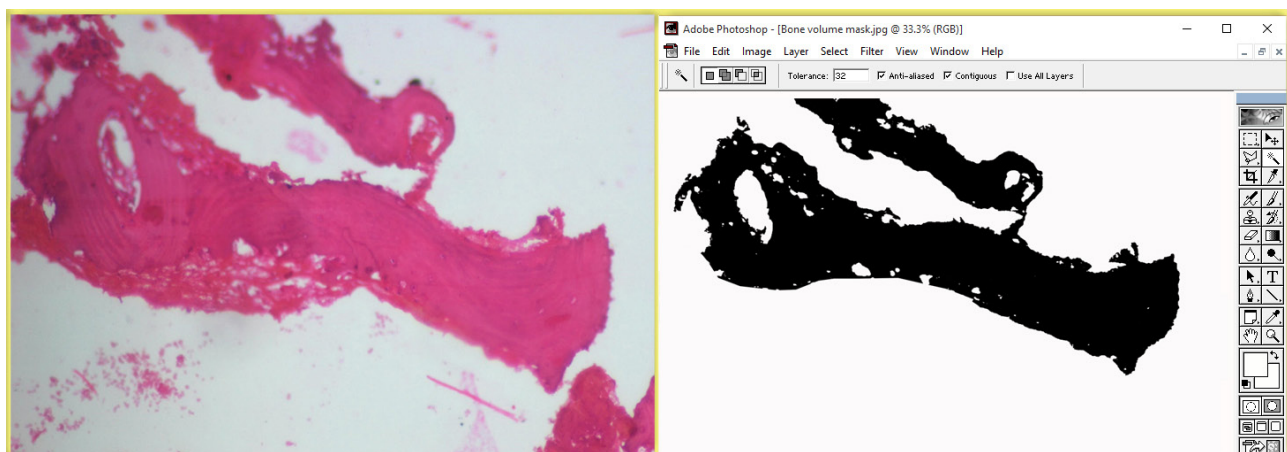 Adobe Photoshop - [Bone volume mask.jpg @ 33.3% (RGB)]
File Edit Image Layer Select Filter View Window Help
Tolerance: 32 Anti-aliased Contiguous Use All Layers
T